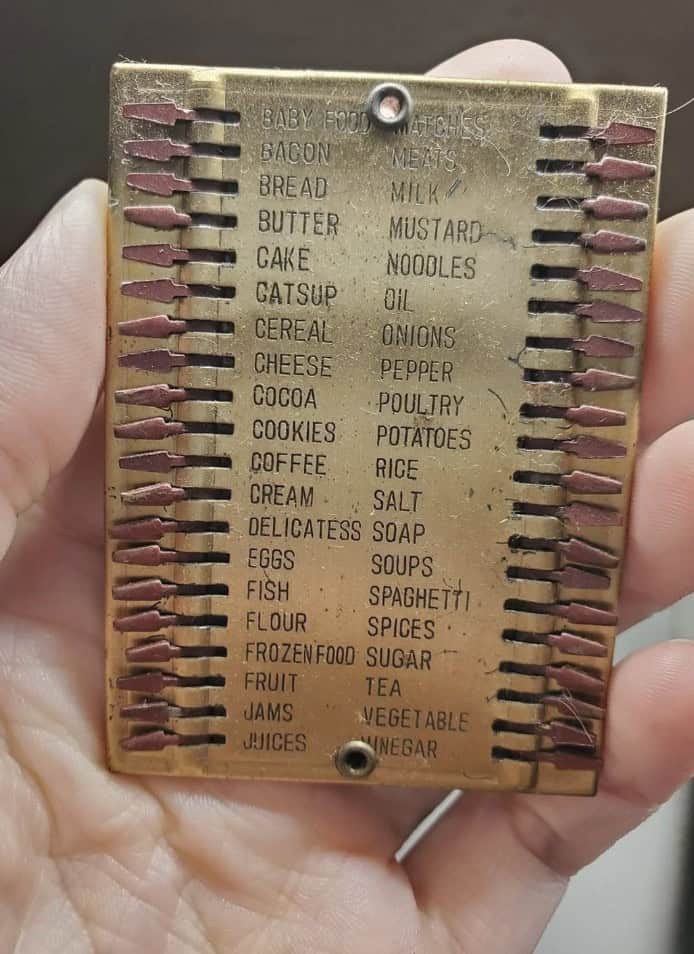 BABY FOOD MATCHES
BACON MEATS
BREAD MILK
BUTTER MUSTARD
CAKE NOODLES
CATSUP OIL
CEREAL ONIONS
CHEESE PEPPER
COCOA POULTRY
COOKIES POTATOES
COFFEE RICE
CREAM SALT
DELICATESS SOAP
EGGS SOUPS
FISH SPAGHETTI
FLOUR SPICES
FROZEN FOOD SUGAR
FRUIT TEA
JAMS VEGETABLE
JUICES VINEGAR